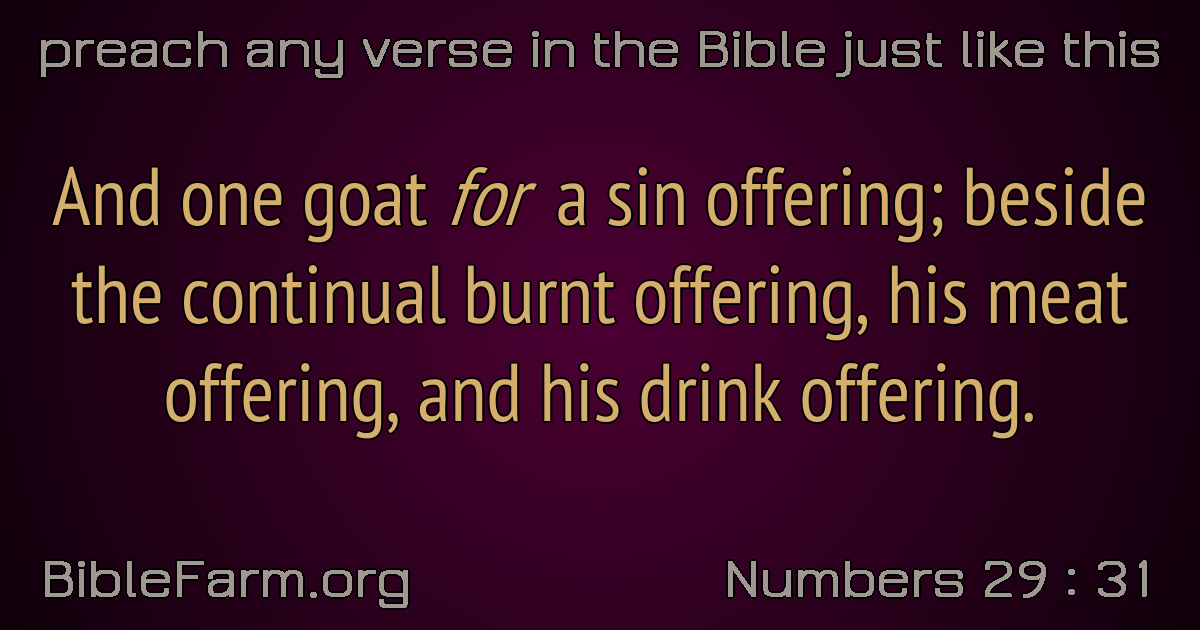 preach any verse in the Bible just like this
And one goat for a sin offering; beside
the continual burnt offering, his meat
offering, and his drink offering.
BibleFarm.org
Numbers 29 : 31